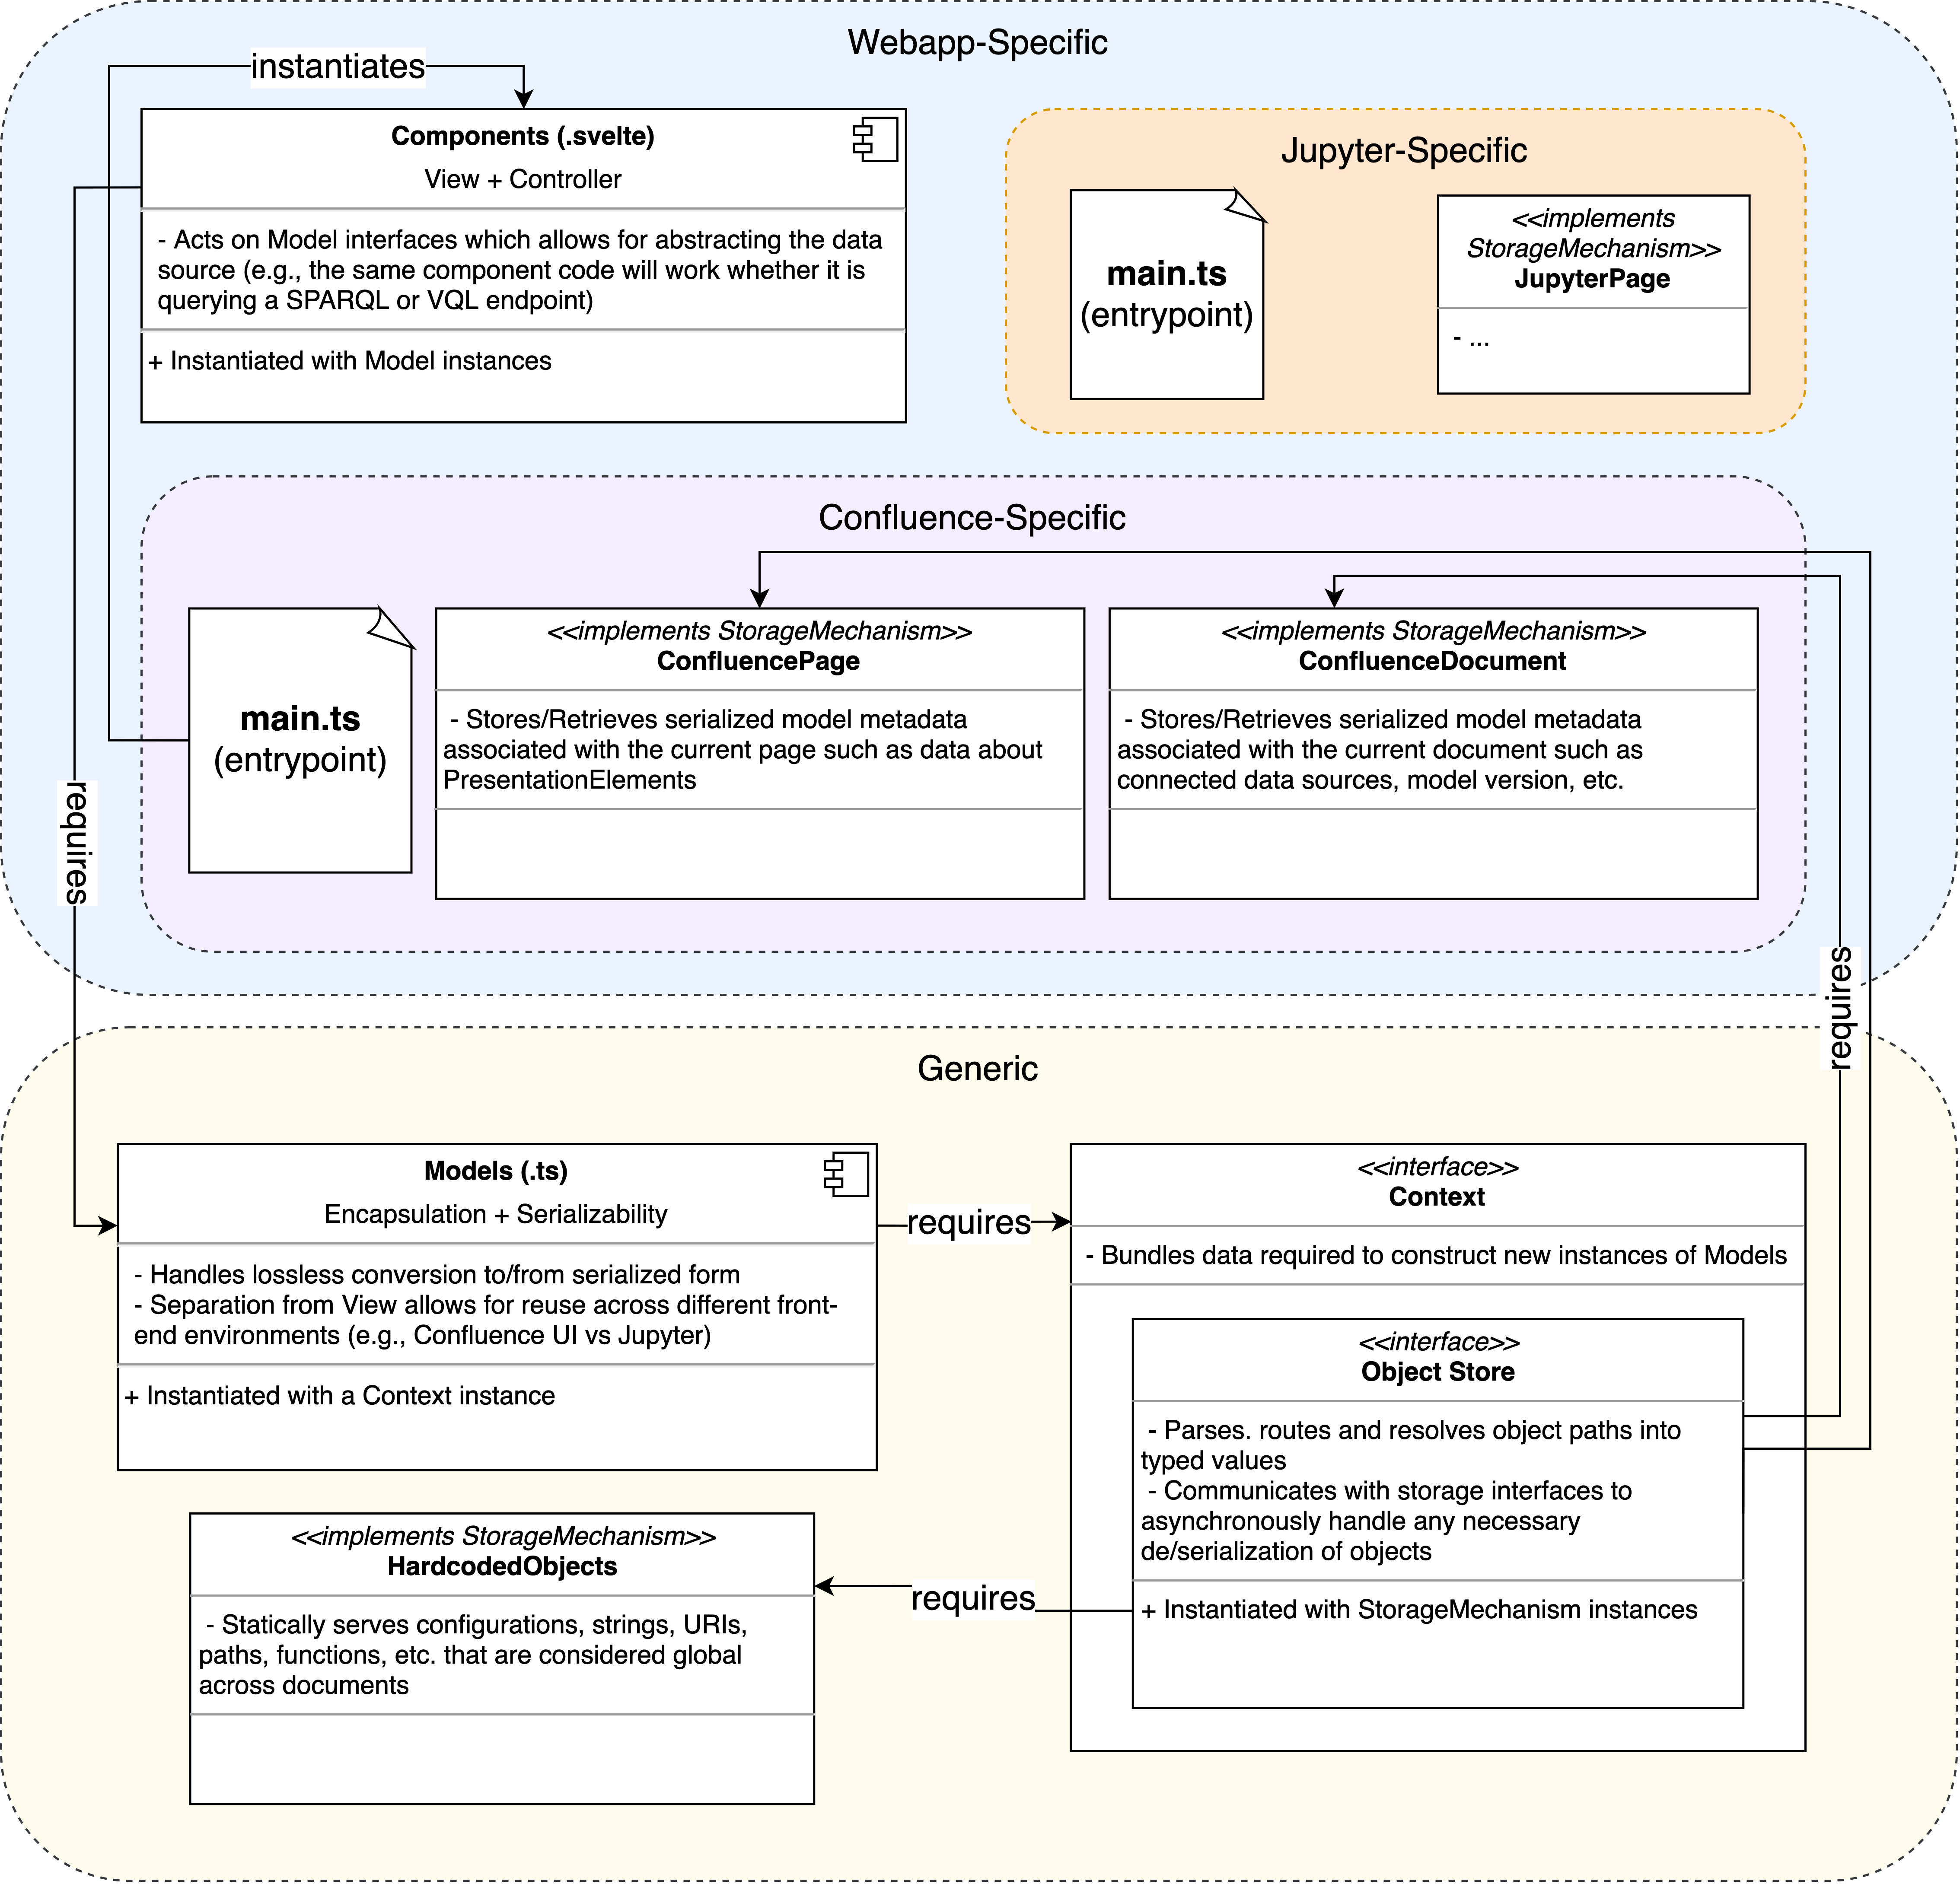 Webapp-Specific
instantiates
Components (.svelte)
View + Controller
- Acts on Model interfaces which allows for abstracting the data
source (e.g., the same component code will work whether it is
querying a SPARQL or VQL endpoint)
+ Instantiated with Model instances
Jupyter-Specific
main.ts
(entrypoint)
<<implements
StorageMechanism>>
JupyterPage
- ...
Confluence-Specific
main.ts
(entrypoint)
<<implements StorageMechanism>>
ConfluencePage
- Stores/Retrieves serialized model metadata
associated with the current page such as data about
PresentationElements
<<implements StorageMechanism>>
ConfluenceDocument
- Stores/Retrieves serialized model metadata
associated with the current document such as
connected data sources, model version, etc.
requires
requires
Generic
Models (.ts)
Encapsulation + Serializability
- Handles lossless conversion to/from serialized form
- Separation from View allows for reuse across different front-
end environments (e.g., Confluence UI vs Jupyter)
+ Instantiated with a Context instance
requires
<<interface>>
Context
- Bundles data required to construct new instances of Models
<<interface>>
Object Store
- Parses. routes and resolves object paths into
typed values
- Communicates with storage interfaces to
asynchronously handle any necessary
de/serialization of objects
+ Instantiated with StorageMechanism instances
requires
<<implements StorageMechanism>>
HardcodedObjects
- Statically serves configurations, strings, URIs,
paths, functions, etc. that are considered global
across documents